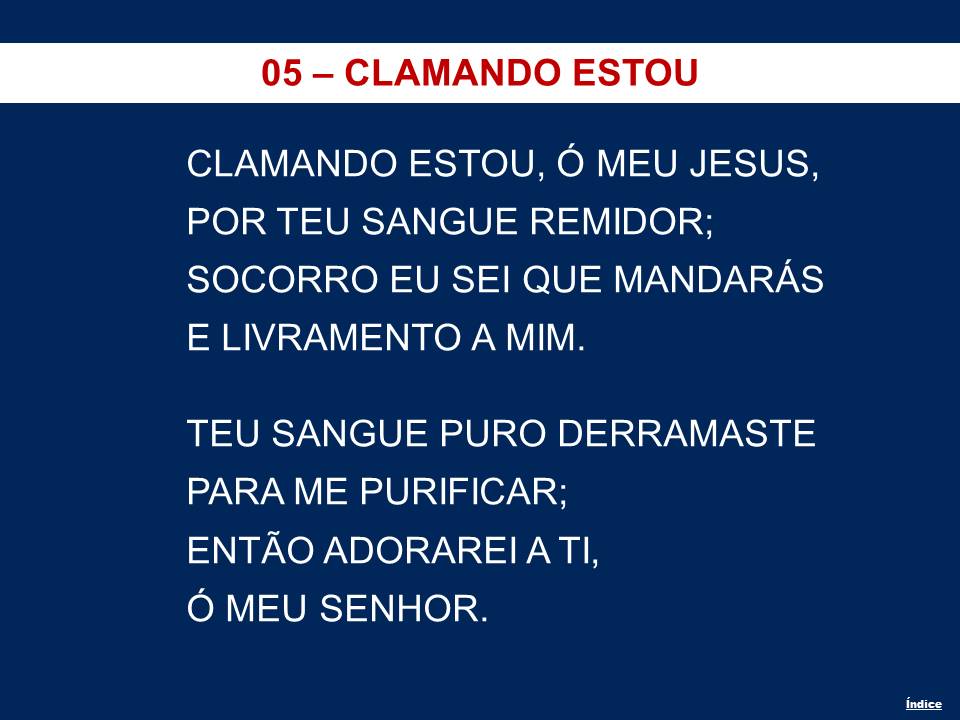 05 – CLAMANDO ESTOU
CLAMANDO ESTOU, Ó MEU JESUS,
POR TEU SANGUE REMIDOR;
SOCORRO EU SEI QUE MANDARÁS
E LIVRAMENTO A MIM.
TEU SANGUE PURO DERRAMASTE
PARA ME PURIFICAR;
ENTÃO ADORAREI A TI,
Ó MEU SENHOR.
Índice